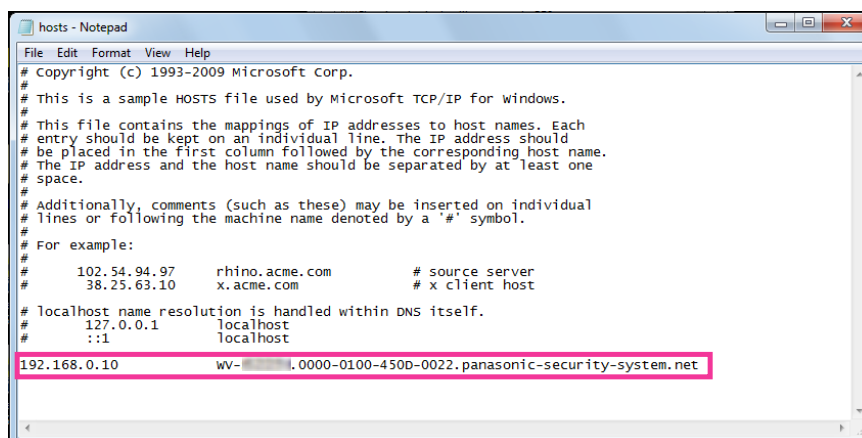 hosts - Notepad
File Edit Format View Help
# Copyright (c) 1993-2009 Microsoft Corp.
#
# This is a sample HOSTS file used by Microsoft TCP/IP for Windows.
#
# This file contains the mappings of IP addresses to host names. Each
# entry should be kept on an individual line. The IP address should
# be placed in the first column followed by the corresponding host name.
# The IP address and the host name should be separated by at least one
# space.
#
# Additionally, comments (such as these) may be inserted on individual
# lines or following the machine name denoted by a '#' symbol.
#
# For example:
#
# 102.54.94.97 rhino.acme.com # source server
# 38.25.63.10 x.acme.com # x client host
# localhost name resolution is handled within DNS itself.
# 127.0.0.1 localhost
# ::1 localhost
192.168.0.10 WV- .0000-0100-450D-0022.panasonic-security-system.net